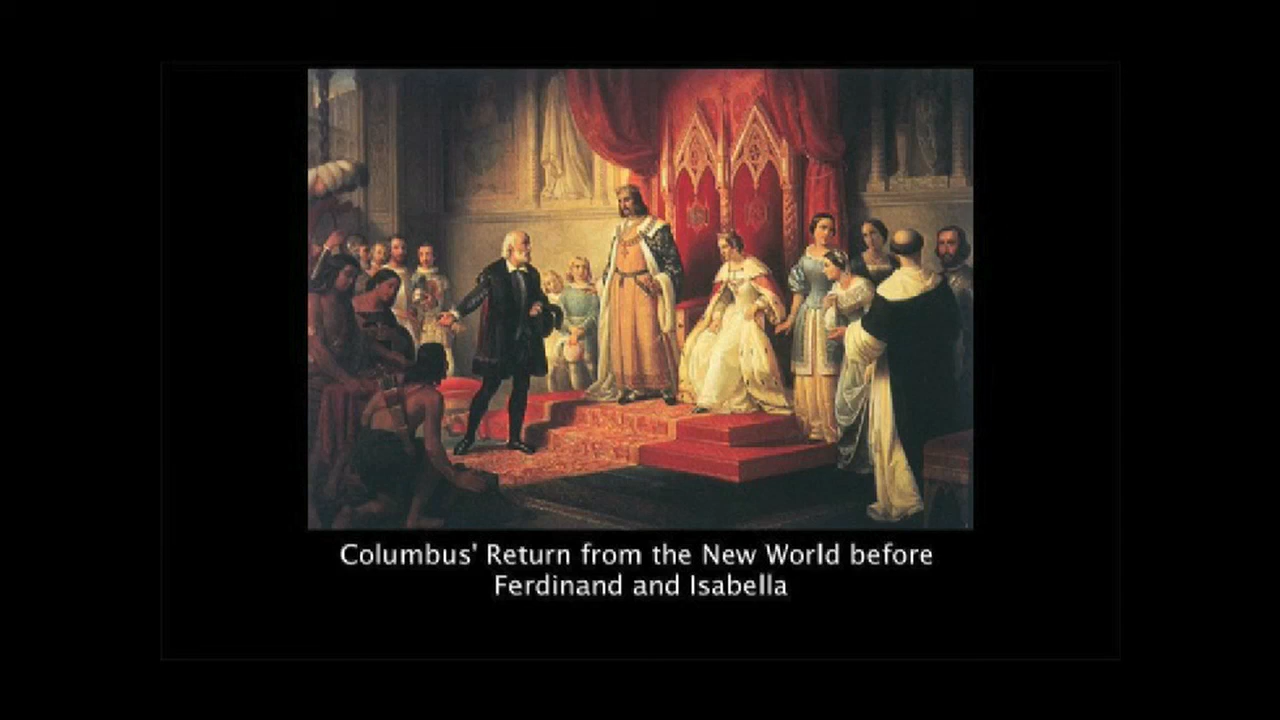 Columbus' Return from the New World before
Ferdinand and Isabella